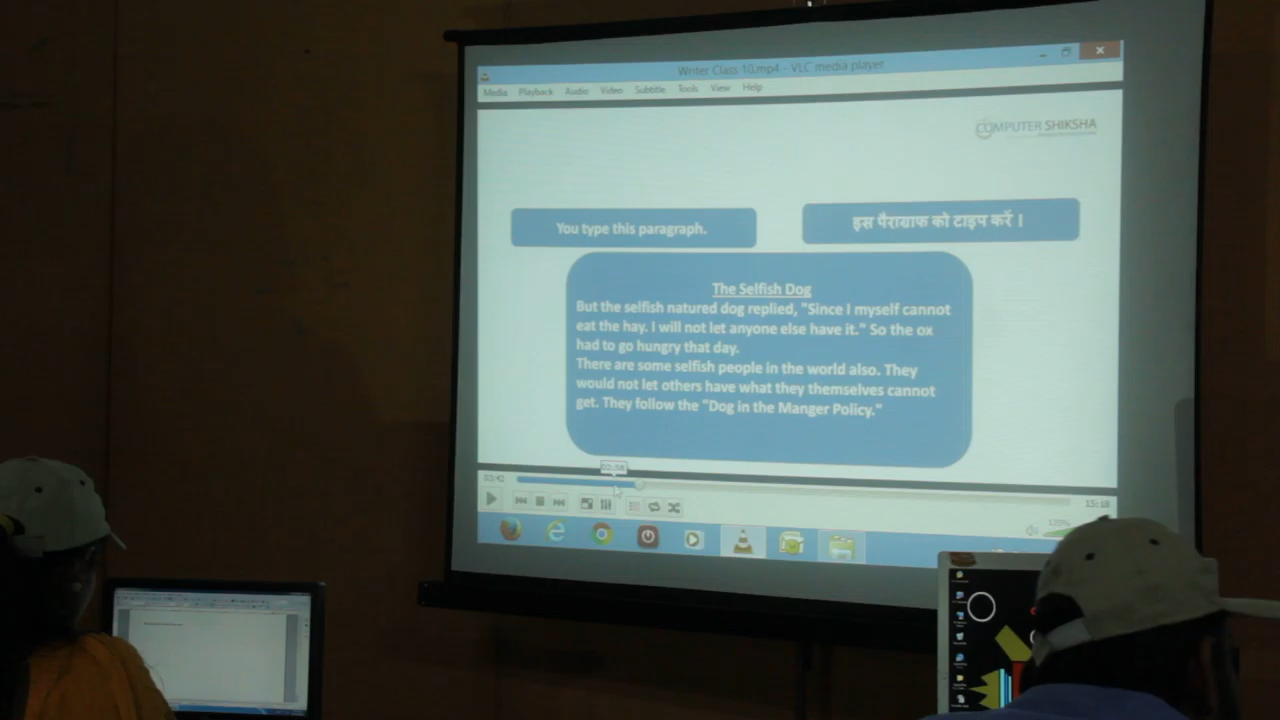 Writer Class 10.mp4 - VLC media player
Media Playback Audio Video Subtitle Tools View Help
COMPUTER SHIKSHA
You type this paragraph.
इस पैराग्राफ को टाइप करें ।
The Selfish Dog
But the selfish natured dog replied, "Since I myself cannot
eat the hay. I will not let anyone else have it." So the ox
had to go hungry that day.
There are some selfish people in the world also. They
would not let others have what they themselves cannot
get. They follow the "Dog in the Manger Policy."
03:42
15:18